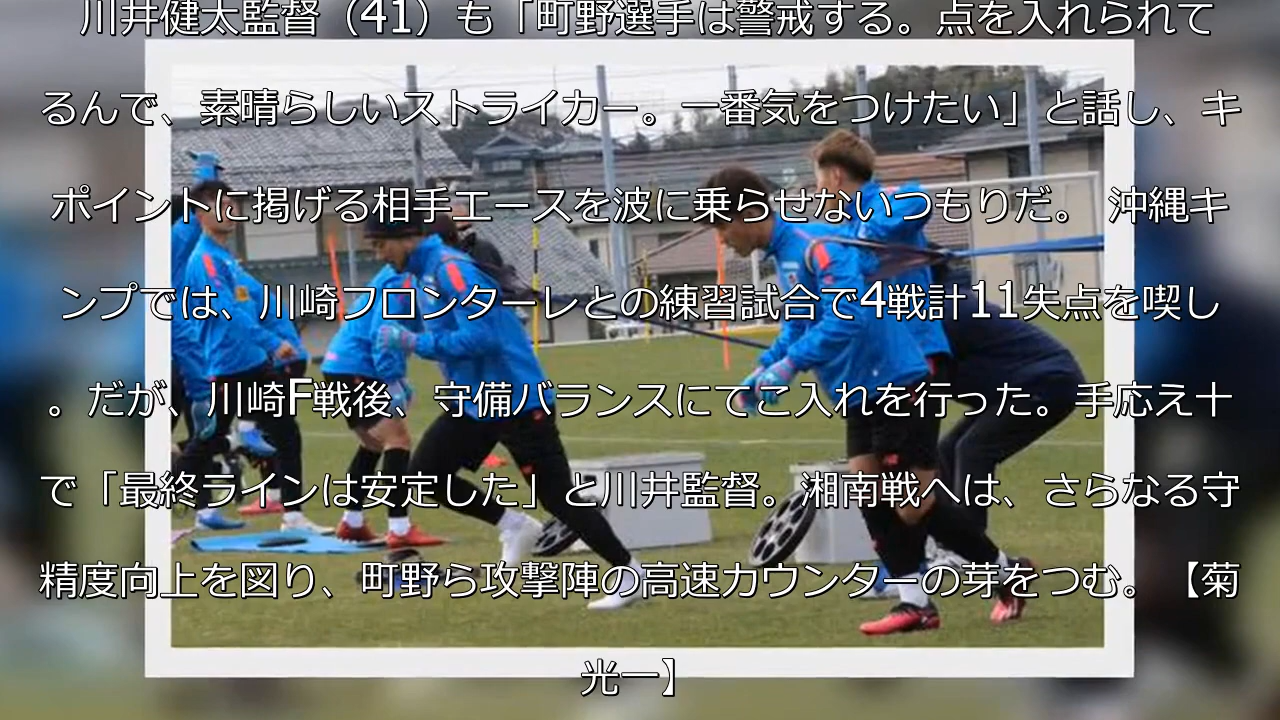 川井健太監督（41）も「町野選手は警戒する。点を入れられて
るんで、素晴らしいストライカー。一番気をつけたい」と話し、キ
ポイントに掲げる相手エースを波に乗らせないつもりだ。 沖縄キ
ンプでは、川崎フロンターレとの練習試合で4戦計11失点を喫し
。だが、川崎F戦後、守備バランスにてこ入れを行った。手応え十
で「最終ラインは安定した」と川井監督。湘南戦へは、さらなる守
精度向上を図り、町野ら攻撃陣の高速カウンターの芽をつむ。【菊
光一】